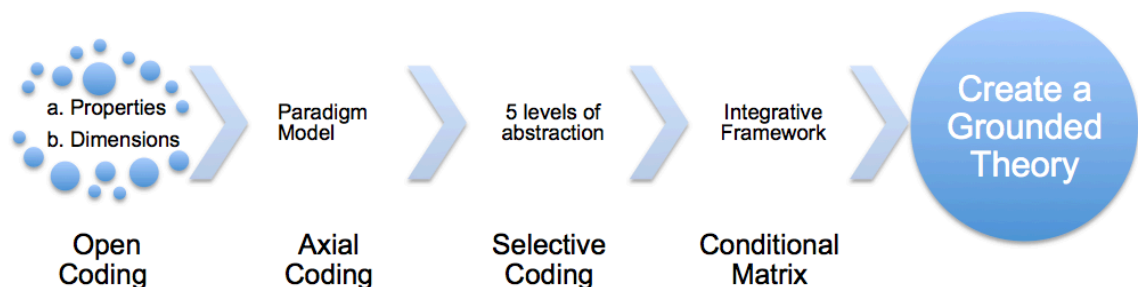 a. Properties
b. Dimensions
Open
Coding
Paradigm
Model
Axial
Coding
5 levels of
abstraction
Selective
Coding
Integrative
Framework
Conditional
Matrix
Create a
Grounded
Theory